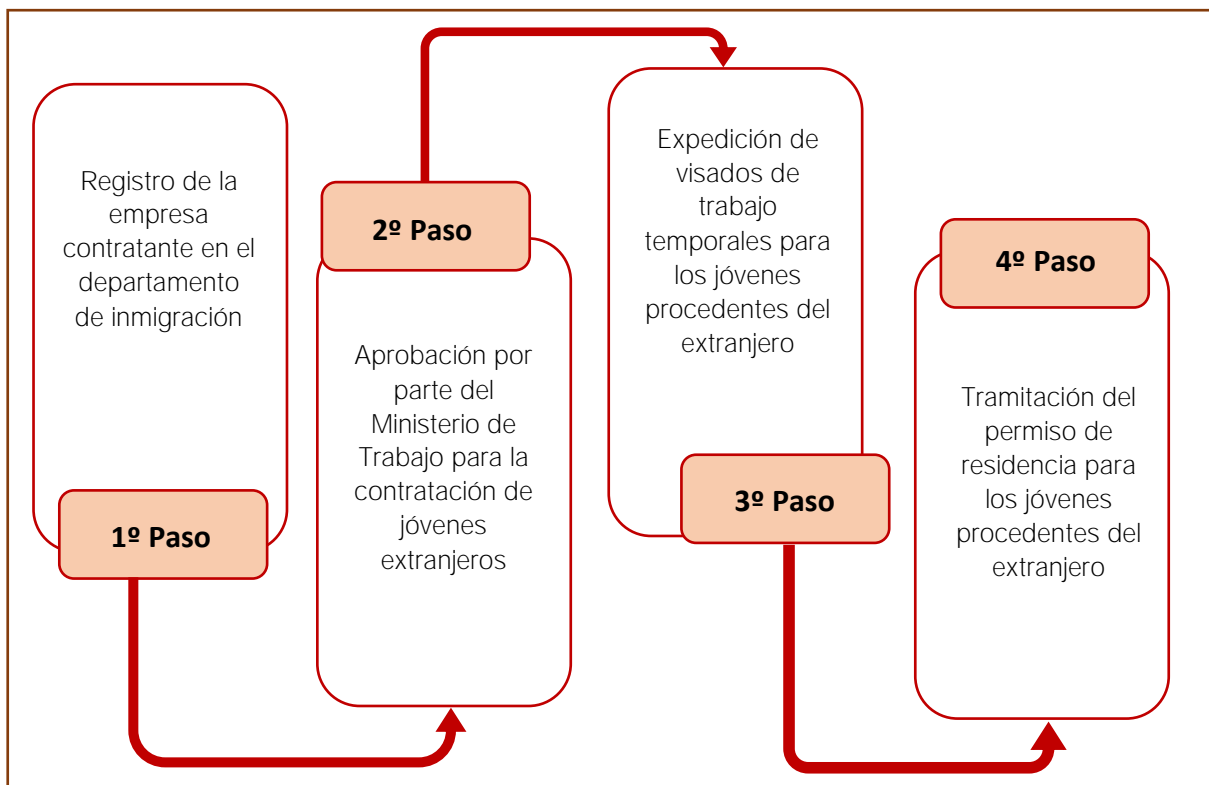 Registro de la
empresa
contratante en el
departamento
de inmigración
1º Paso
2º Paso
Aprobación por
parte del
Ministerio de
Trabajo para la
contratación de
jóvenes
extranjeros
Expedición de
visados de
trabajo
temporales para
los jóvenes
procedentes del
extranjero
3º Paso
4º Paso
Tramitación del
permiso de
residencia para
los jóvenes
procedentes del
extranjero